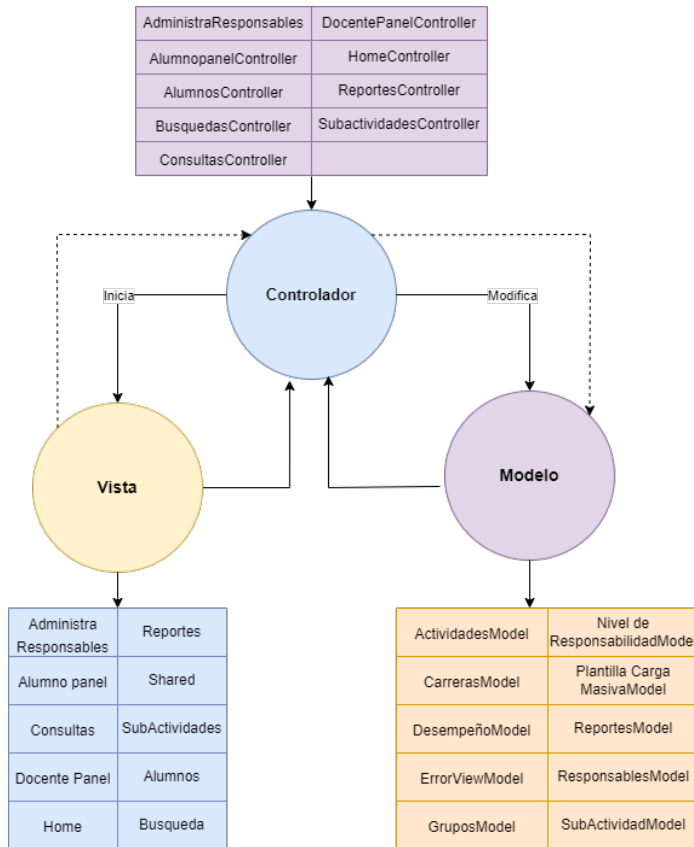 AdministraResponsables DocentePanelController
AlumnopanelController HomeController
AlumnosController ReportesController
BusquedasController SubactividadesController
ConsultasController
Controlador
Inicia
Modifica
Vista
Modelo
Administra
Responsables
Reportes
Alumno panel Shared
Consultas SubActividades
Docente Panel Alumnos
Home Busqueda
ActividadesModel
Nivel de
ResponsabilidadMode
CarrerasModel
Plantilla Carga
MasivaModel
DesempeñoModel ReportesModel
ErrorViewModel ResponsablesModel
GruposModel SubActividadModel